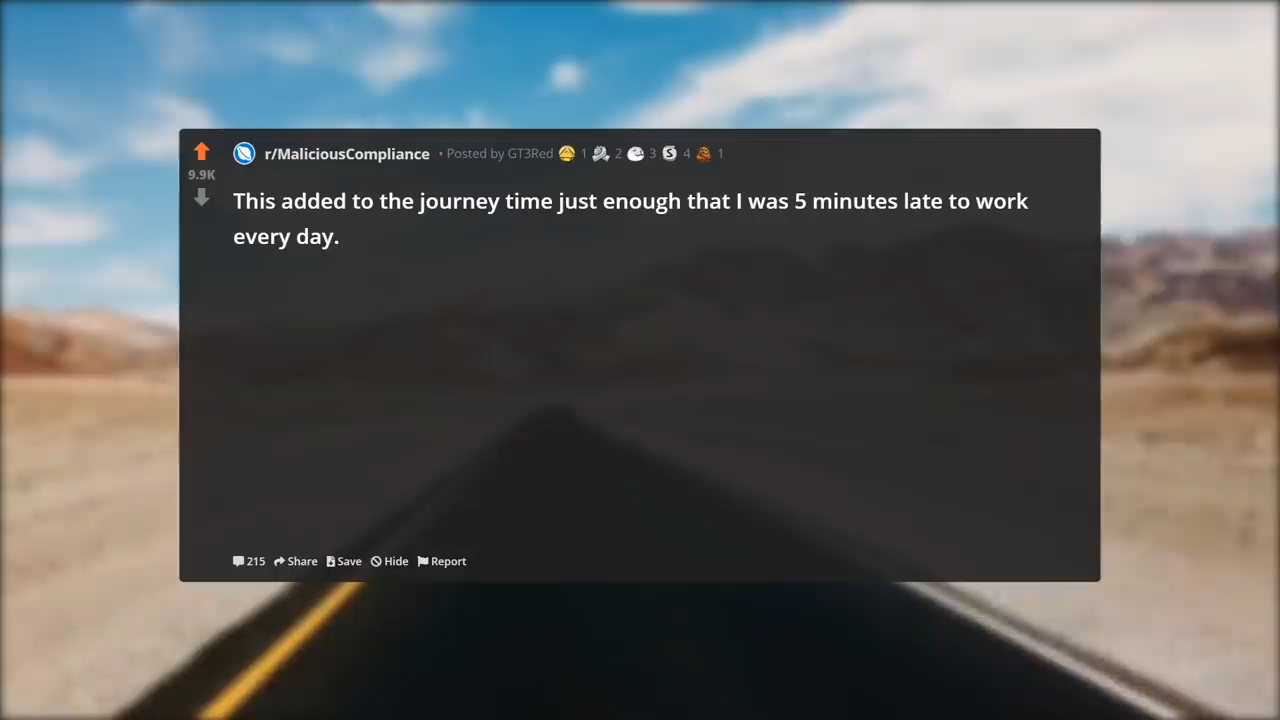 r/MaliciousCompliance • Posted by GT3Red 1 2 3 4 1
9.9K
This added to the journey time just enough that I was 5 minutes late to work
every day.
215 Share Save Hide Report